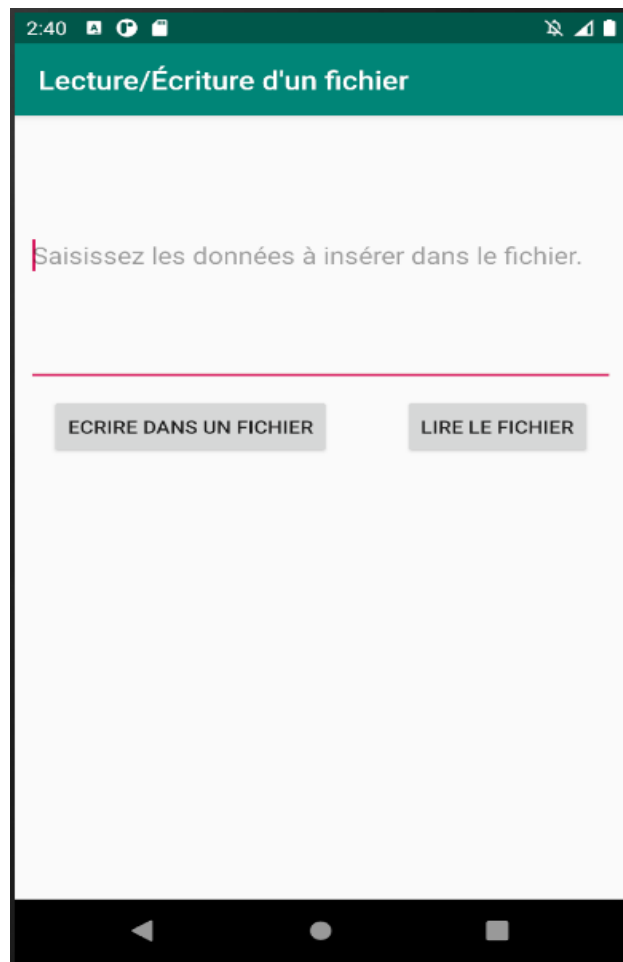 2:40
Lecture/Écriture d'un fichier
Saisissez les données à insérer dans le fichier.
ECRIRE DANS UN FICHIER
LIRE LE FICHIER